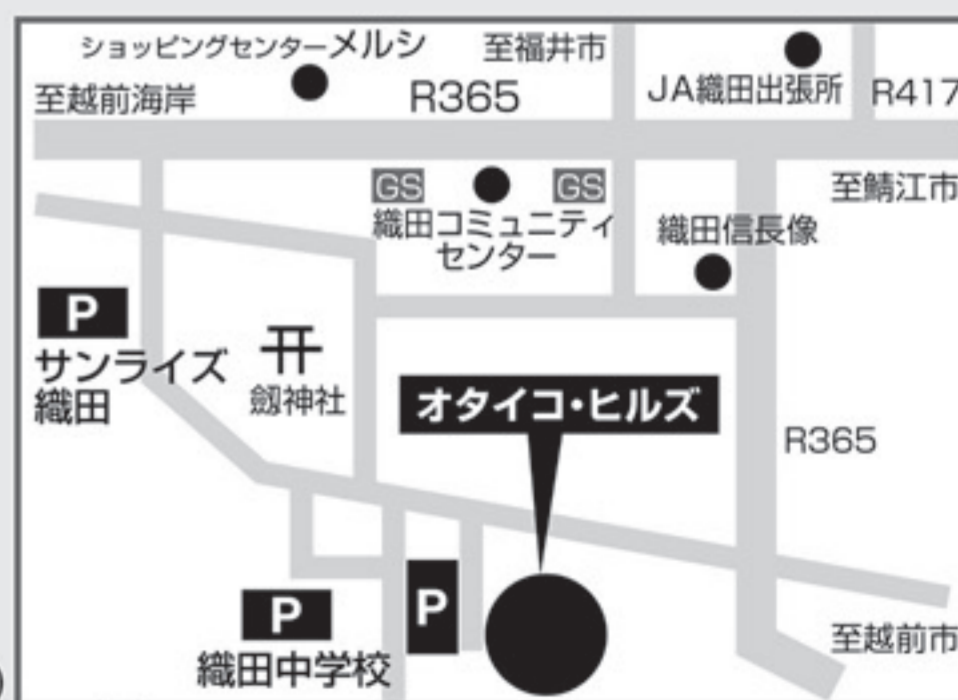 ショッピングセンターメルシ
至福井市
JA織田出張所
R417
至越前海岸
R365
至鯖江市
GS
GS
織田コミュニティ
センター
織田信長像
P
サンライズ
織田
劔神社
オタイコ・ヒルズ
R365
P
P
織田中学校
至越前市